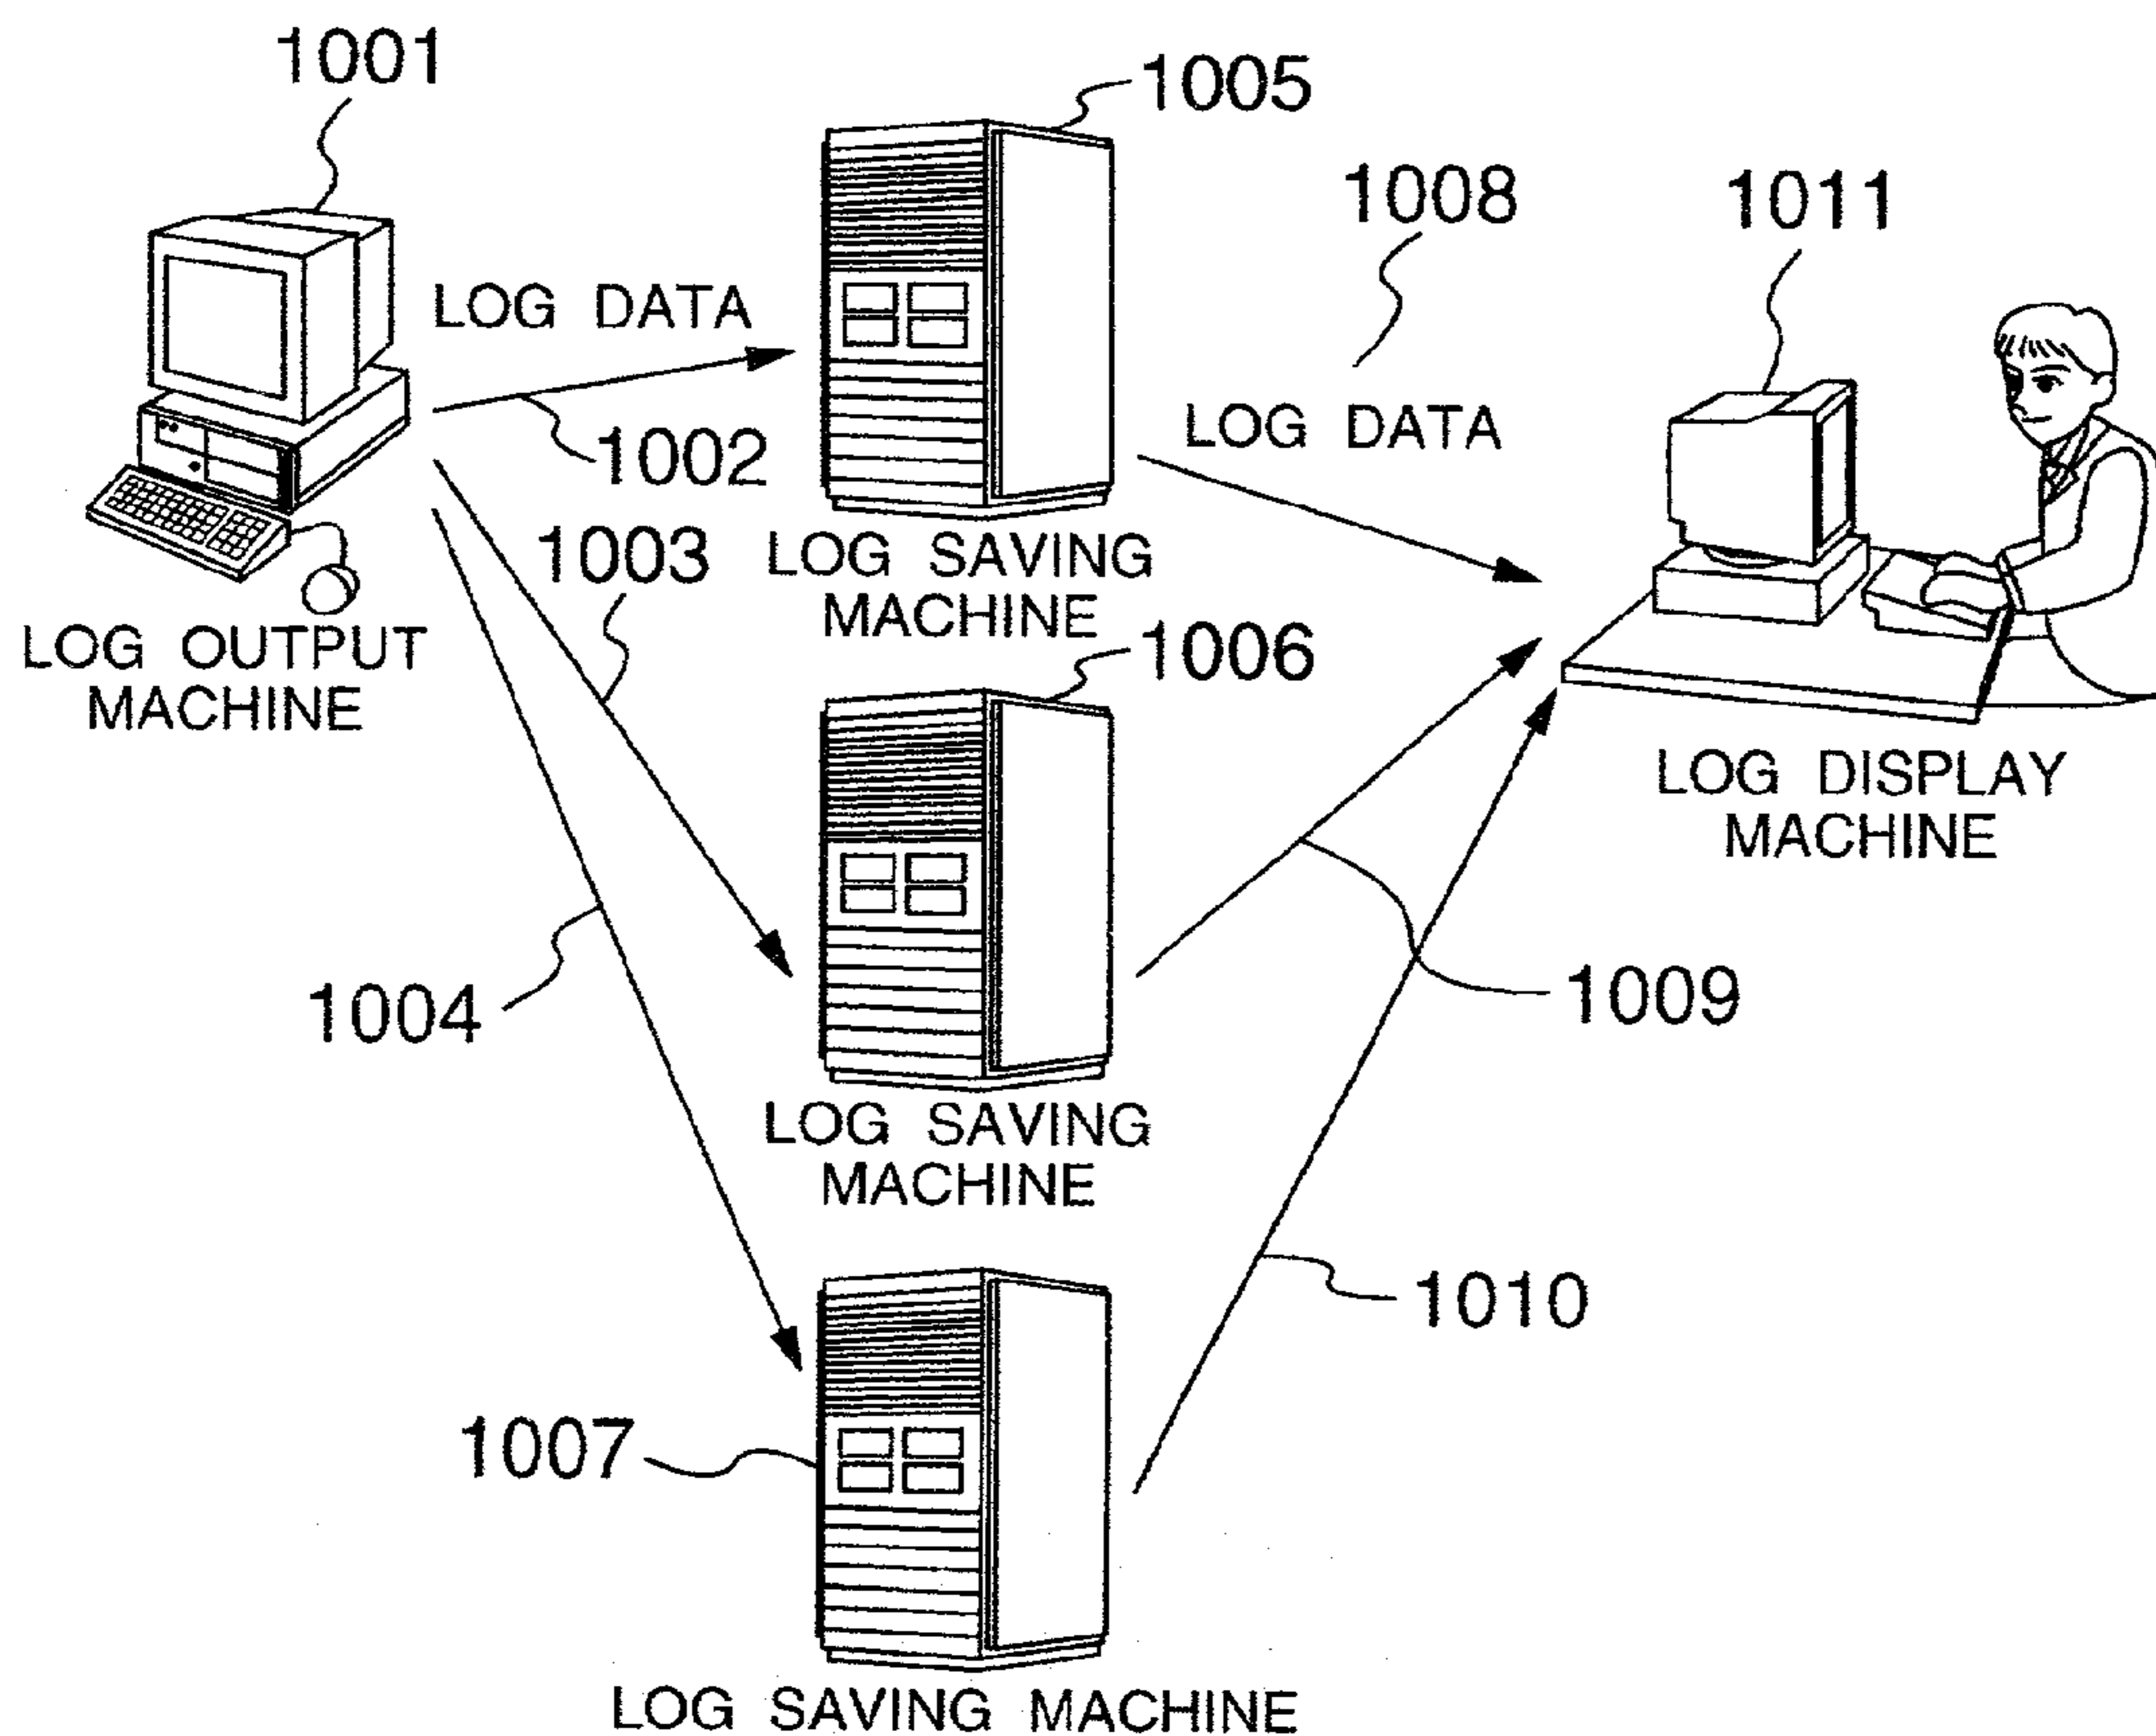 1001
1005
1008
1011
LOG DATA
1002
LOG DATA
1003
LOG SAVING
MACHINE
LOG OUTPUT
MACHINE
1006
LOG DISPLAY
MACHINE
1004
1009
LOG SAVING
MACHINE
1010
1007
LOG SAVING MACHINE